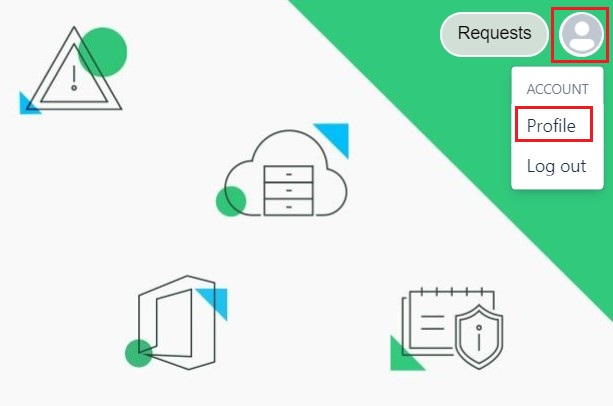 Requests
ACCOUNT
Profile
Log out